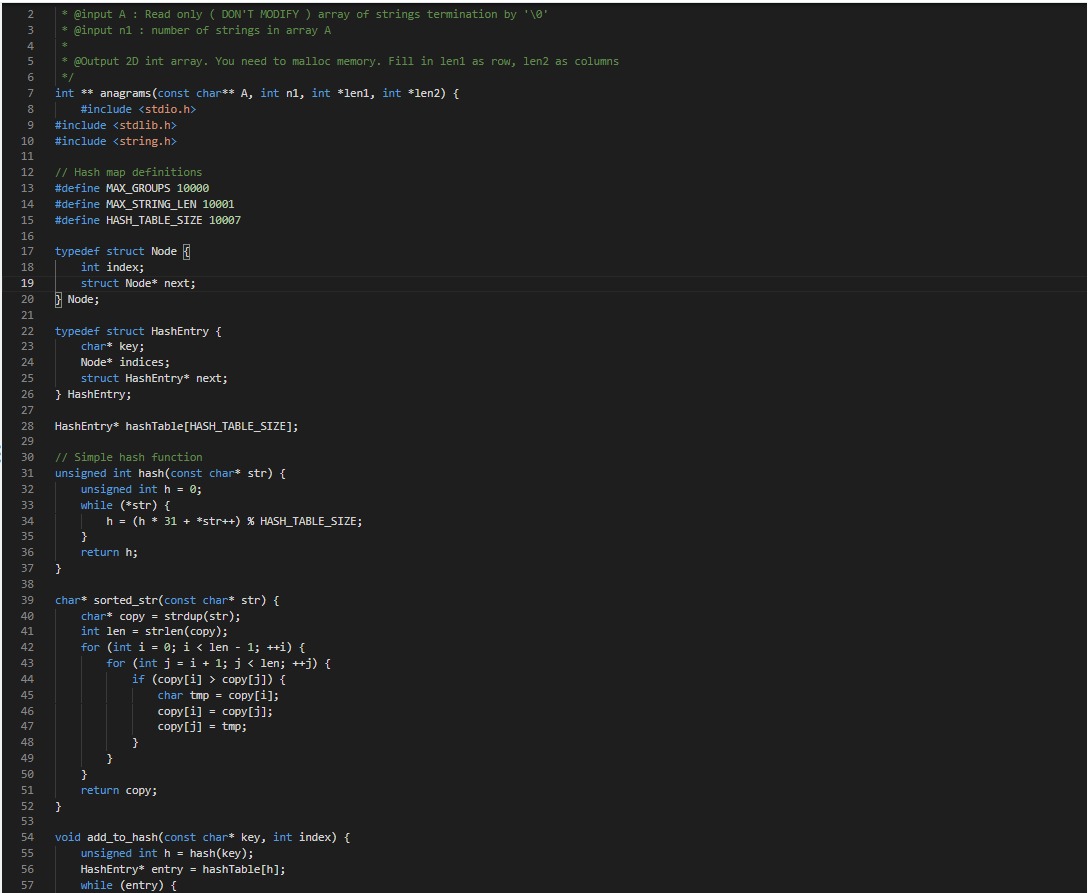 2 * @input A : Read only ( DON'T MODIFY ) array of strings termination by '\0'
3 * @input n1 : number of strings in array A
4 *
5 * @Output 2D int array. You need to malloc memory. Fill in len1 as row, len2 as columns
6 */
7 int ** anagrams(const char** A, int n1, int *len1, int *len2) {
8     #include <stdio.h>
9 #include <stdlib.h>
10 #include <string.h>
11
12 // Hash map definitions
13 #define MAX_GROUPS 10000
14 #define MAX_STRING_LEN 10001
15 #define HASH_TABLE_SIZE 10007
16
17 typedef struct Node {
18     int index;
19     struct Node* next;
20 } Node;
21
22 typedef struct HashEntry {
23     char* key;
24     Node* indices;
25     struct HashEntry* next;
26 } HashEntry;
27
28 HashEntry* hashTable[HASH_TABLE_SIZE];
29
30 // Simple hash function
31 unsigned int hash(const char* str) {
32     unsigned int h = 0;
33     while (*str) {
34         h = (h * 31 + *str++) % HASH_TABLE_SIZE;
35     }
36     return h;
37 }
38
39 char* sorted_str(const char* str) {
40     char* copy = strdup(str);
41     int len = strlen(copy);
42     for (int i = 0; i < len - 1; ++i) {
43         for (int j = i + 1; j < len; ++j) {
44             if (copy[i] > copy[j]) {
45                 char tmp = copy[i];
46                 copy[i] = copy[j];
47                 copy[j] = tmp;
48             }
49         }
50     }
51     return copy;
52 }
53
54 void add_to_hash(const char* key, int index) {
55     unsigned int h = hash(key);
56     HashEntry* entry = hashTable[h];
57     while (entry) {